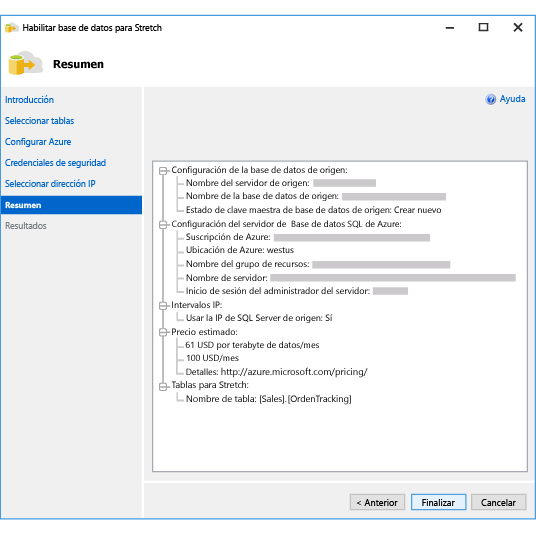 Habilitar base de datos para Stretch
Resumen
Introducción
Seleccionar tablas
Configurar Azure
Credenciales de seguridad
Seleccionar dirección IP
Resumen
Resultados
Ayuda
Configuración de la base de datos de origen:
Nombre del servidor de origen:
Nombre de la base de datos de origen:
Estado de clave maestra de base de datos de origen: Crear nuevo
Configuración del servidor de Base de datos SQL de Azure:
Suscripción de Azure:
Ubicación de Azure: westus
Nombre del grupo de recursos:
Nombre de servidor:
Inicio de sesión del administrador del servidor:
Intervalos IP:
Usar la IP de SQL Server de origen: Sí
Precio estimado:
61 USD por terabyte de datos/mes
100 USD/mes
Detalles: http://azure.microsoft.com/pricing/
Tablas para Stretch:
Nombre de tabla: [Sales].[OrdenTracking]
< Anterior
Finalizar
Cancelar